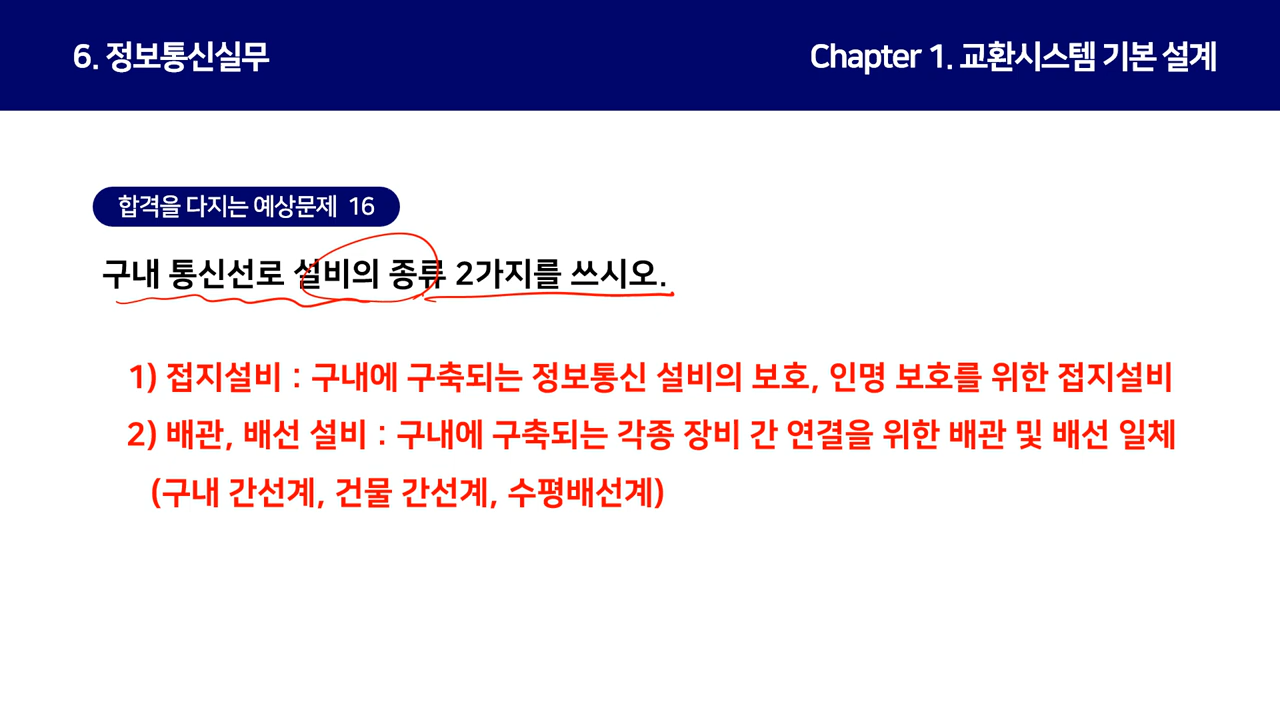 6. 정보통신실무
Chapter 1. 교환시스템 기본 설계
합격을 다지는 예상문제 16
구내 통신선로 설비의 종류 2가지를 쓰시오.
1) 접지설비 : 구내에 구축되는 정보통신 설비의 보호, 인명 보호를 위한 접지설비
2) 배관, 배선 설비 : 구내에 구축되는 각종 장비 간 연결을 위한 배관 및 배선 일체
(구내 간선계, 건물 간선계, 수평배선계)